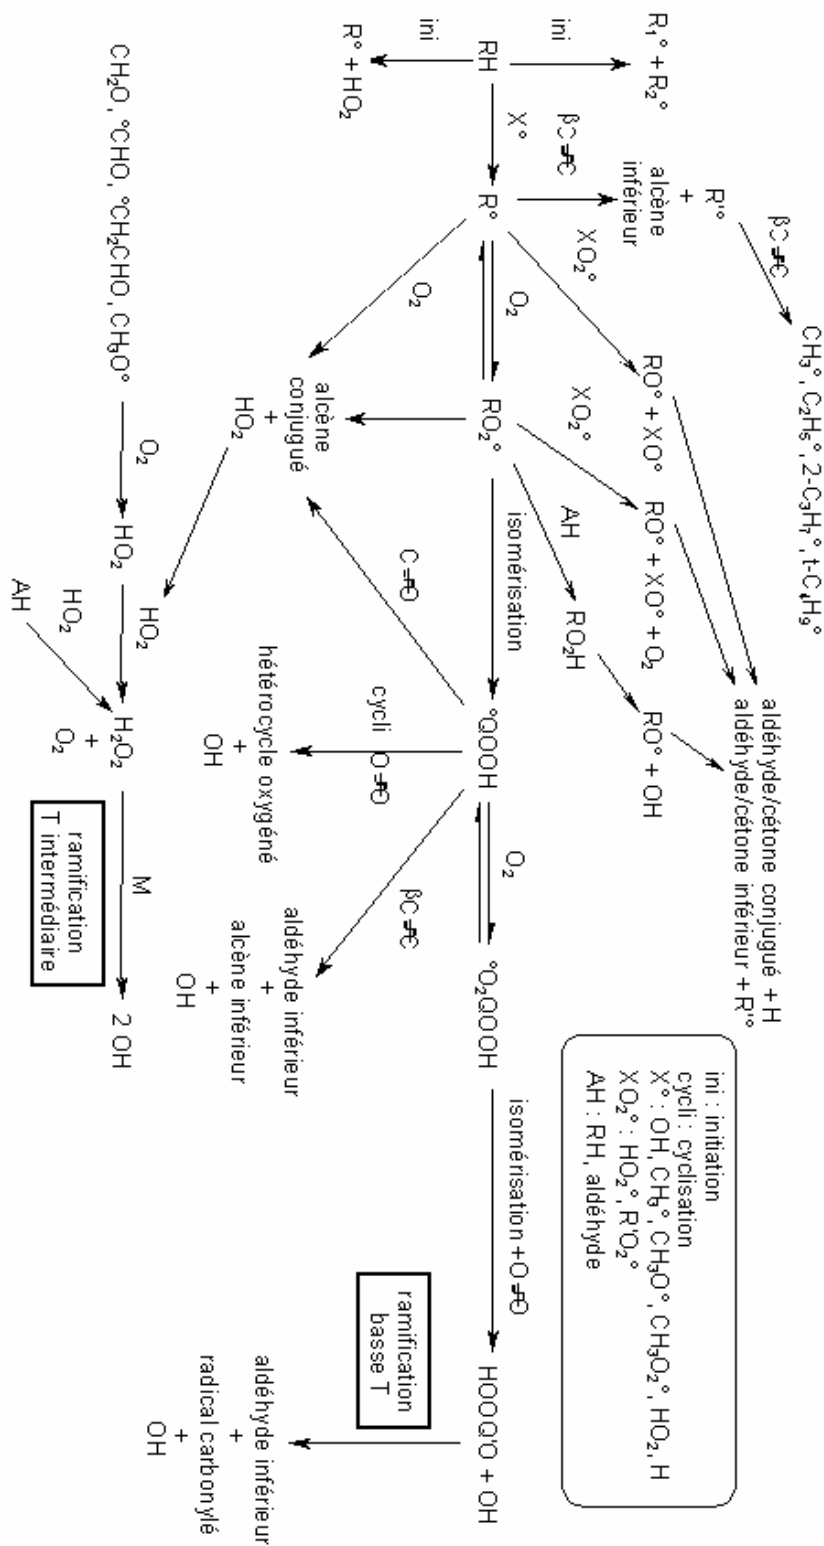 R₁° + R₂°
ini
RH
ini
R° + HO₂
X°
βC–C
R°
alcène
inférieur
+
R'°
βC–C
CH₃°, C₂H₅°, 2-C₃H₇°, t-C₄H₉°
XO₂°
RO° + XO°
O₂
O₂
alcène
conjugué
+
HO₂
RO₂°
XO₂°
RO° + XO° + O₂
AH
RO₂H
RO° + OH
aldéhyde/cétone conjugué + H
aldéhyde/cétone inférieur + R''°
isomérisation
C–O
°QOOH
cycli O–O
hétérocycle oxygéné
+
OH
βC–C
aldéhyde inférieur
+
alcène inférieur
+
OH
O₂
°O₂QOOH
isomérisation + O–O
ramification
basse T
HOOQ'O + OH
aldéhyde inférieur
+
radical carbonylé
+
OH
CH₂O, °CHO, °CH₂CHO, CH₃O°
O₂
HO₂
HO₂
HO₂
AH
H₂O₂
+
O₂
M
2 OH
ramification
T intermédiaire
ini : initiation
cycli : cyclisation
X° : OH, CH₃°, CH₃O°, CH₃O₂°, HO₂, H
XO₂° : HO₂°, R'O₂°
AH : RH, aldéhyde